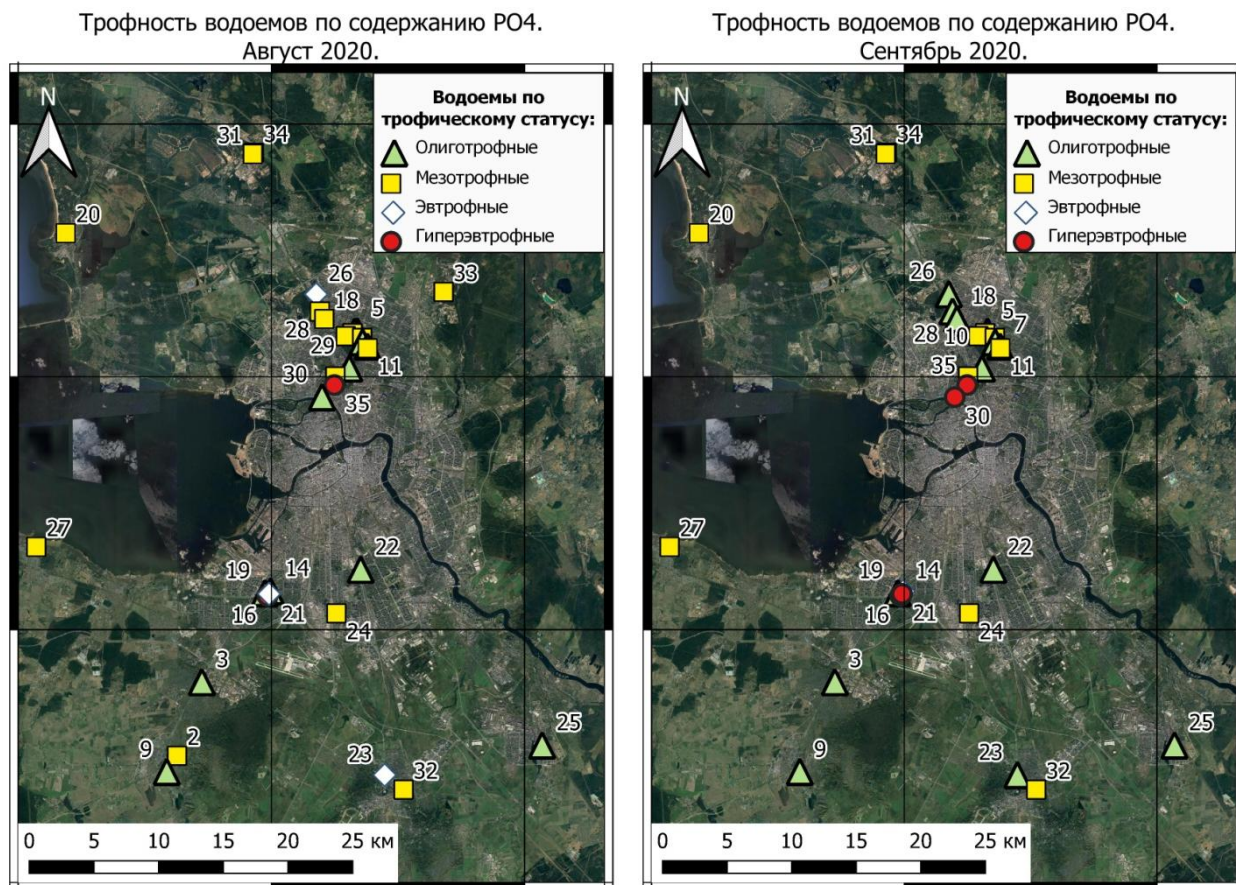 Трофность водоемов по содержанию PO4.
Август 2020.
N
Водоемы по
трофическому статусу:
Олиготрофные
Мезотрофные
Эвтрофные
Гиперэвтрофные
31 34
20
26
33
18 5
28
29
11
30
35
27
22
19 14
16 21
24
3
25
9 2
23 32
0 5 10 15 20 25 км
Трофность водоемов по содержанию PO4.
Сентябрь 2020.
N
Водоемы по
трофическому статусу:
Олиготрофные
Мезотрофные
Эвтрофные
Гиперэвтрофные
31 34
20
26
18 5
7
28 10
35 11
30
27
22
19 14
16 21
24
3
25
9
23 32
0 5 10 15 20 25 км